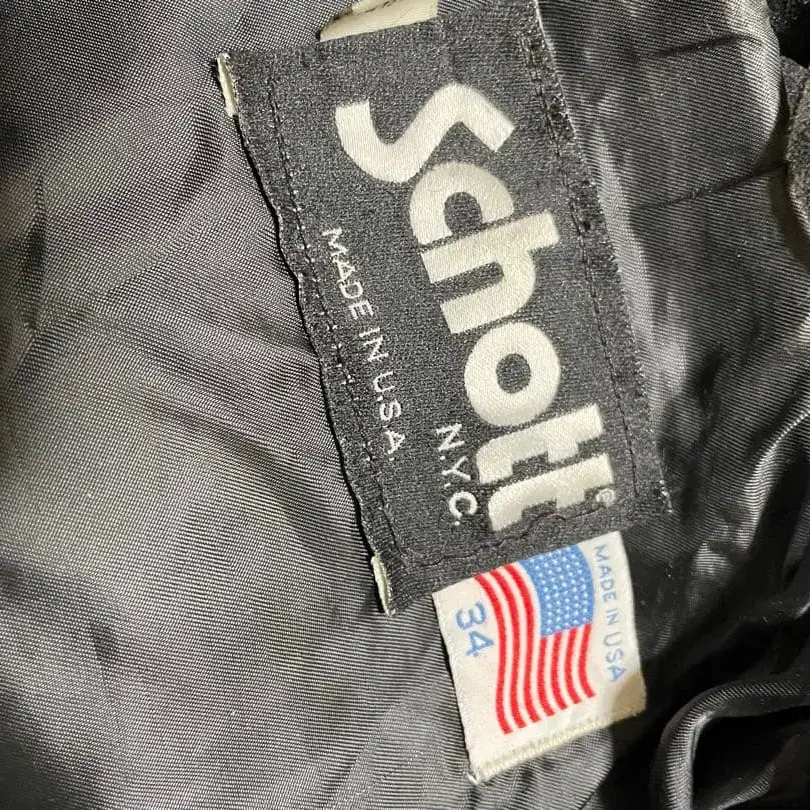 Schott
N.Y.C.
MADE IN U.S.A.
MADE IN USA
34